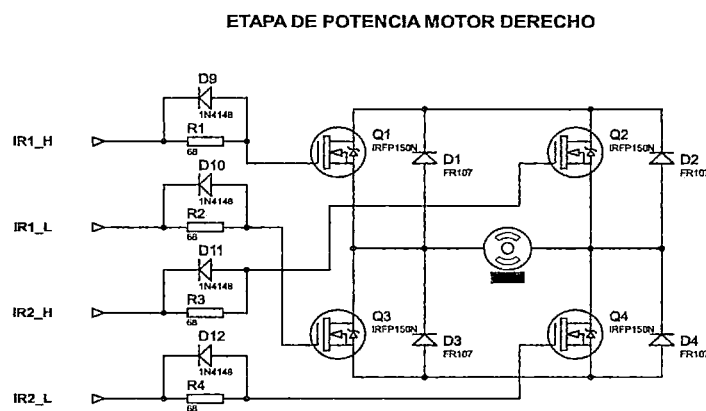 ETAPA DE POTENCIA MOTOR DERECHO
D9
1N4148
IR1_H
R1
68
D10
1N4148
IR1_L
R2
68
D11
1N4148
IR2_H
R3
68
D12
1N4148
IR2_L
R4
68
Q1
IRFP150N
D1
FR107
Q2
IRFP150N
D2
FR107
Q3
IRFP150N
D3
FR107
Q4
IRFP150N
D4
FR107